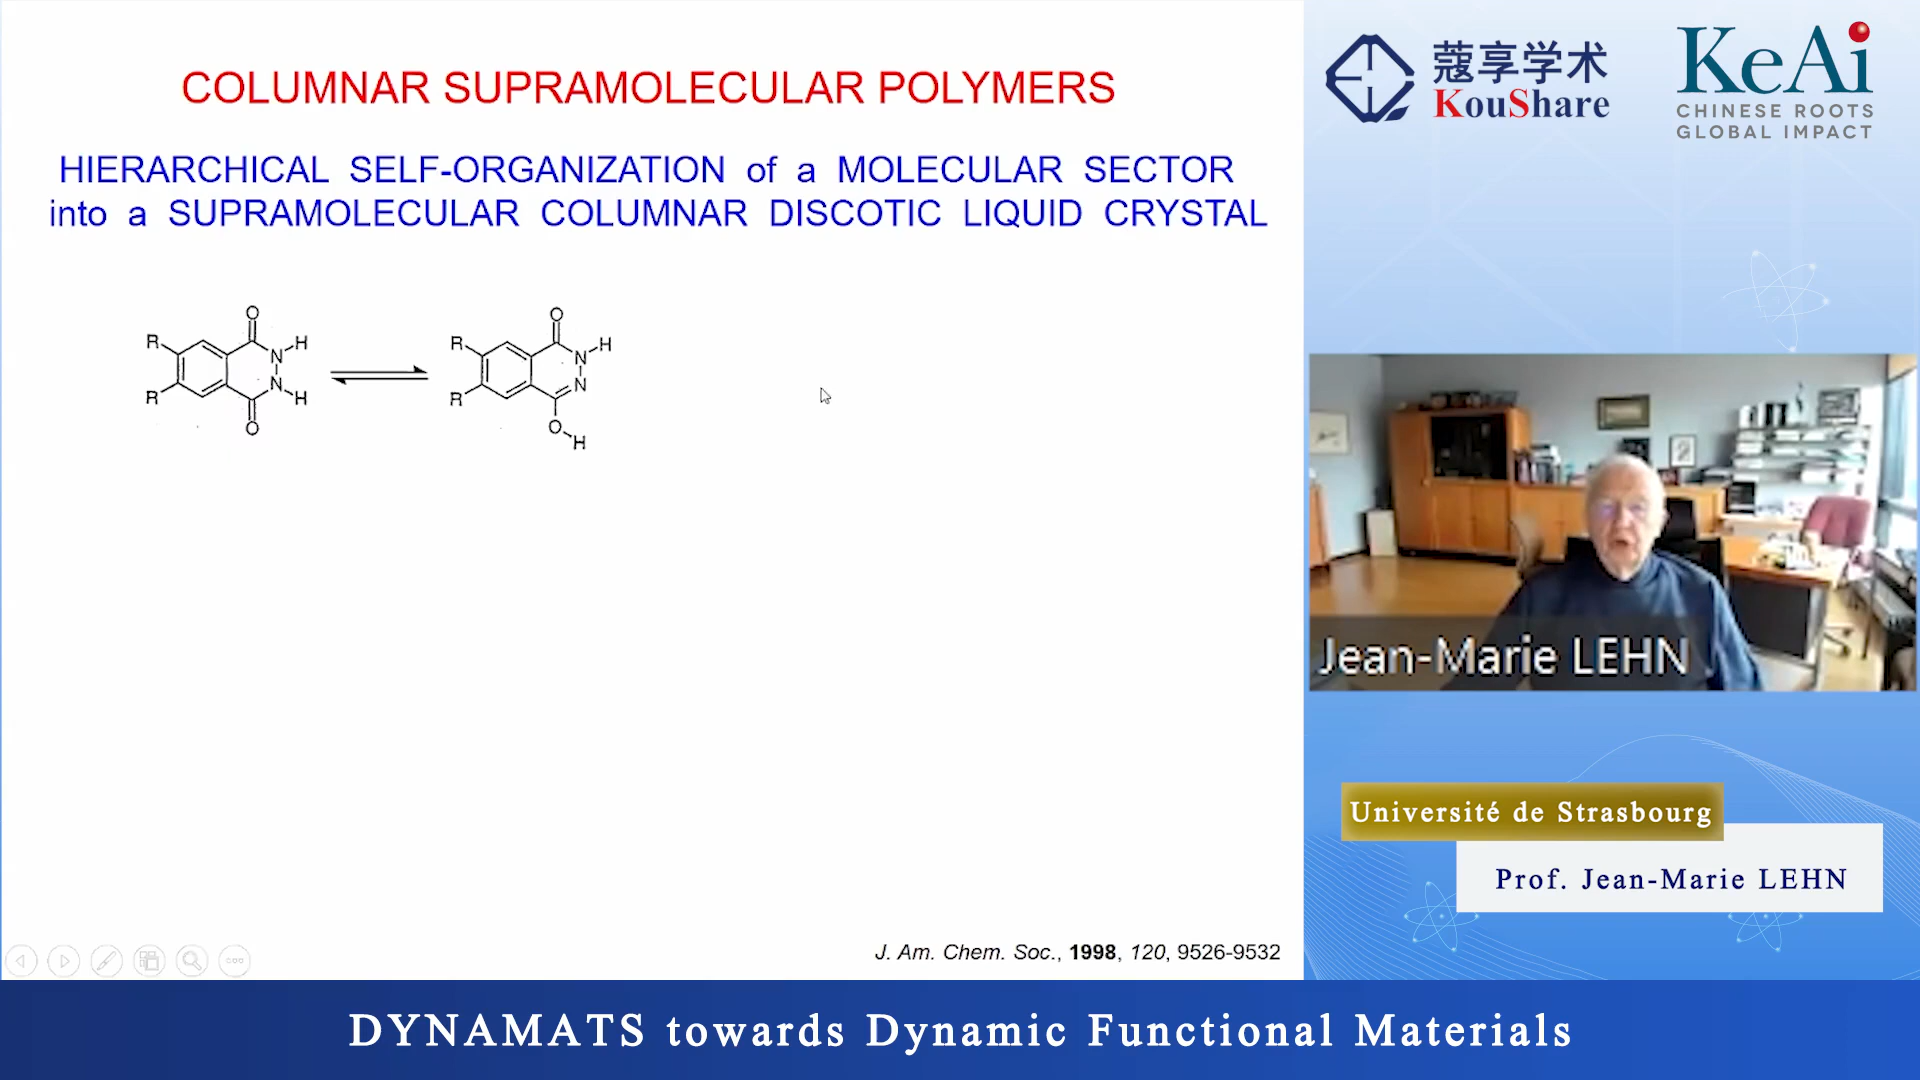 COLUMNAR SUPRAMOLECULAR POLYMERS
HIERARCHICAL SELF-ORGANIZATION of a MOLECULAR SECTOR
into a SUPRAMOLECULAR COLUMNAR DISCOTIC LIQUID CRYSTAL
O
R
N
H
R
N
H
O
O
R
N
H
R
N
O
H
J. Am. Chem. Soc., 1998, 120, 9526-9532
蔻享学术
KouShare
KeAi
CHINESE ROOTS
GLOBAL IMPACT
Jean-Marie LEHN
Université de Strasbourg
Prof. Jean-Marie LEHN
DYNAMATS towards Dynamic Functional Materials